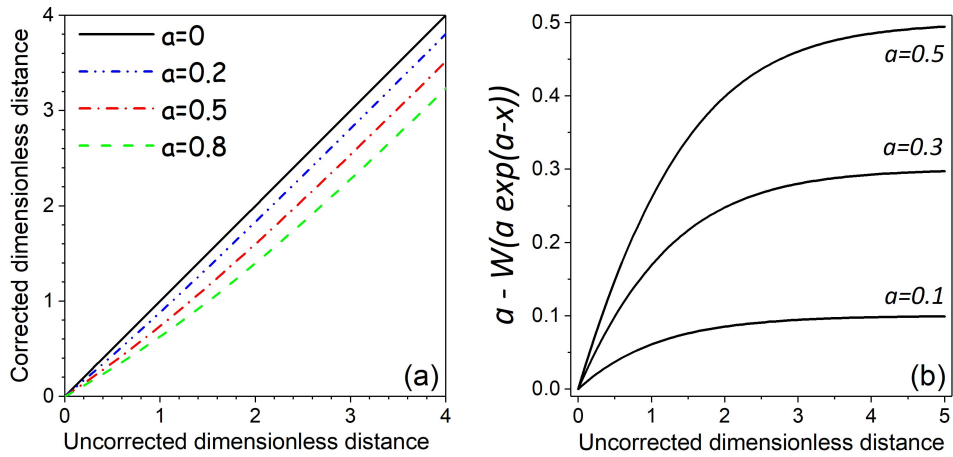 4
3
2
1
0
0
1
2
3
4
Corrected dimensionless distance
Uncorrected dimensionless distance
a=0
a=0.2
a=0.5
a=0.8
(a)
0.5
0.4
0.3
0.2
0.1
0.0
0
1
2
3
4
5
a - W(a exp(a-x))
Uncorrected dimensionless distance
a=0.5
a=0.3
a=0.1
(b)